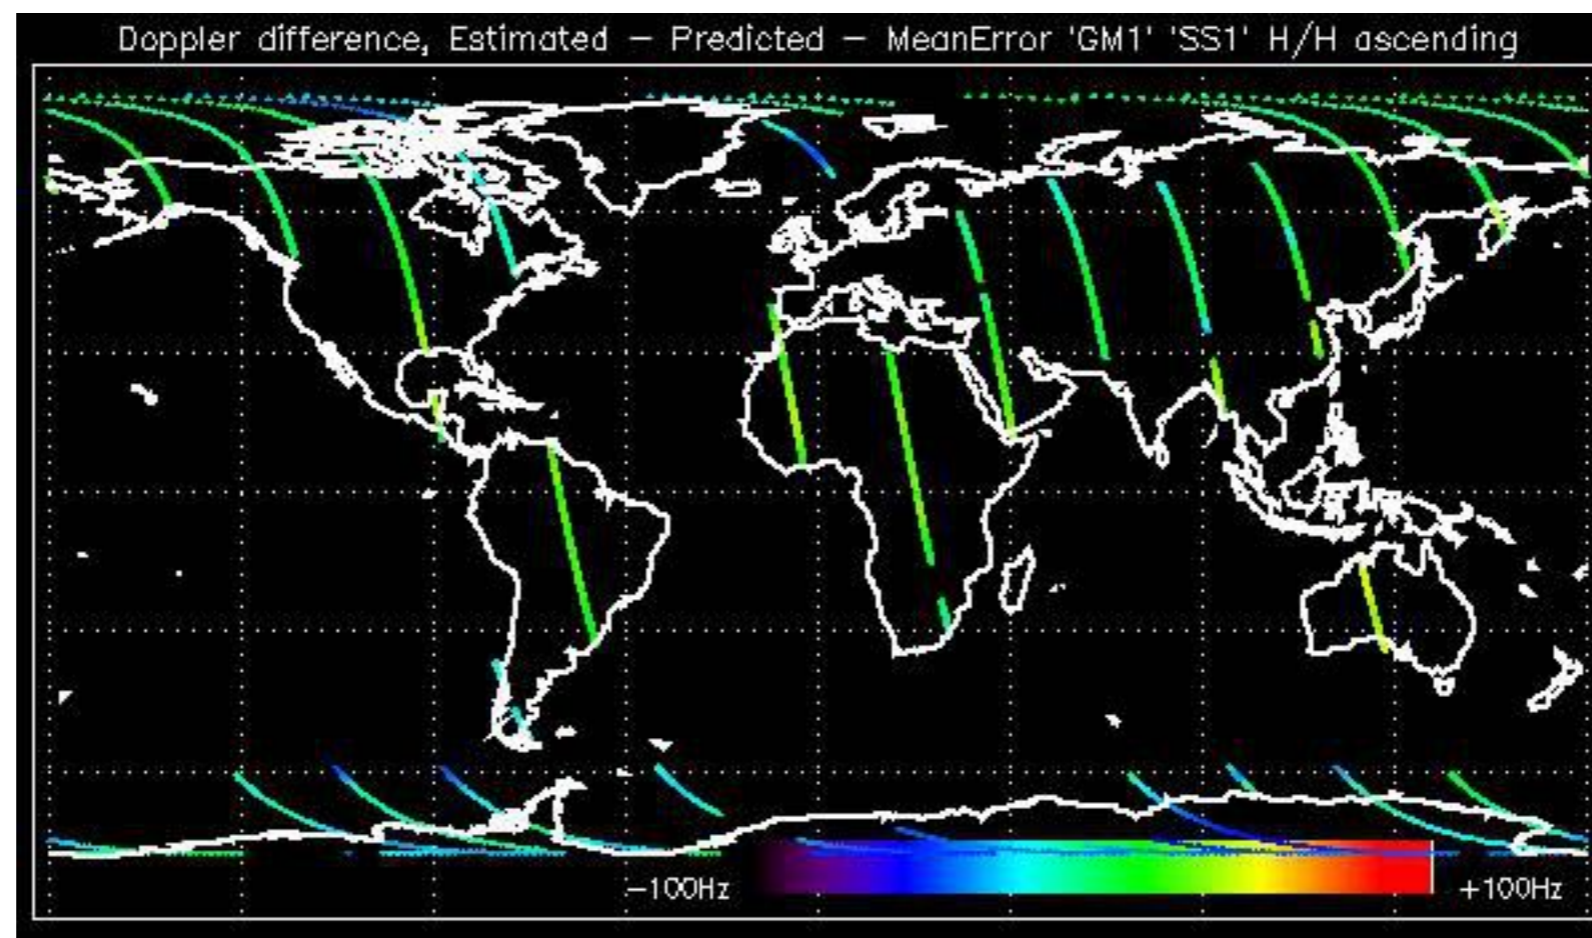 Doppler difference, Estimated - Predicted - MeanError 'GM1' 'SS1' H/H ascending
-100Hz
+100Hz